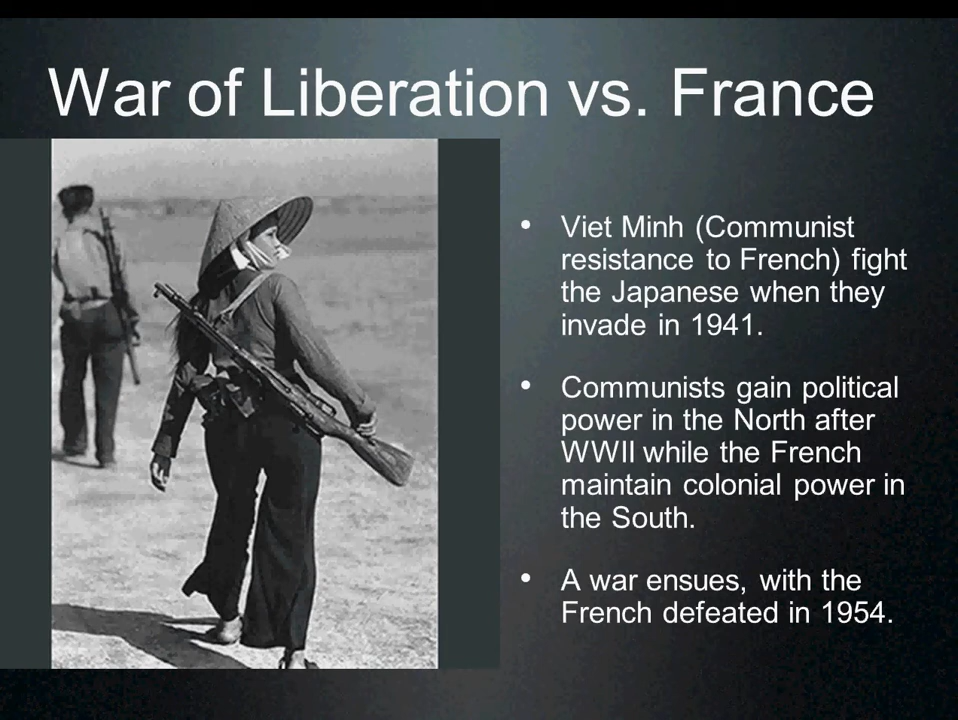 War of Liberation vs. France
• Viet Minh (Communist
resistance to French) fight
the Japanese when they
invade in 1941.
• Communists gain political
power in the North after
WWII while the French
maintain colonial power in
the South.
• A war ensues, with the
French defeated in 1954.